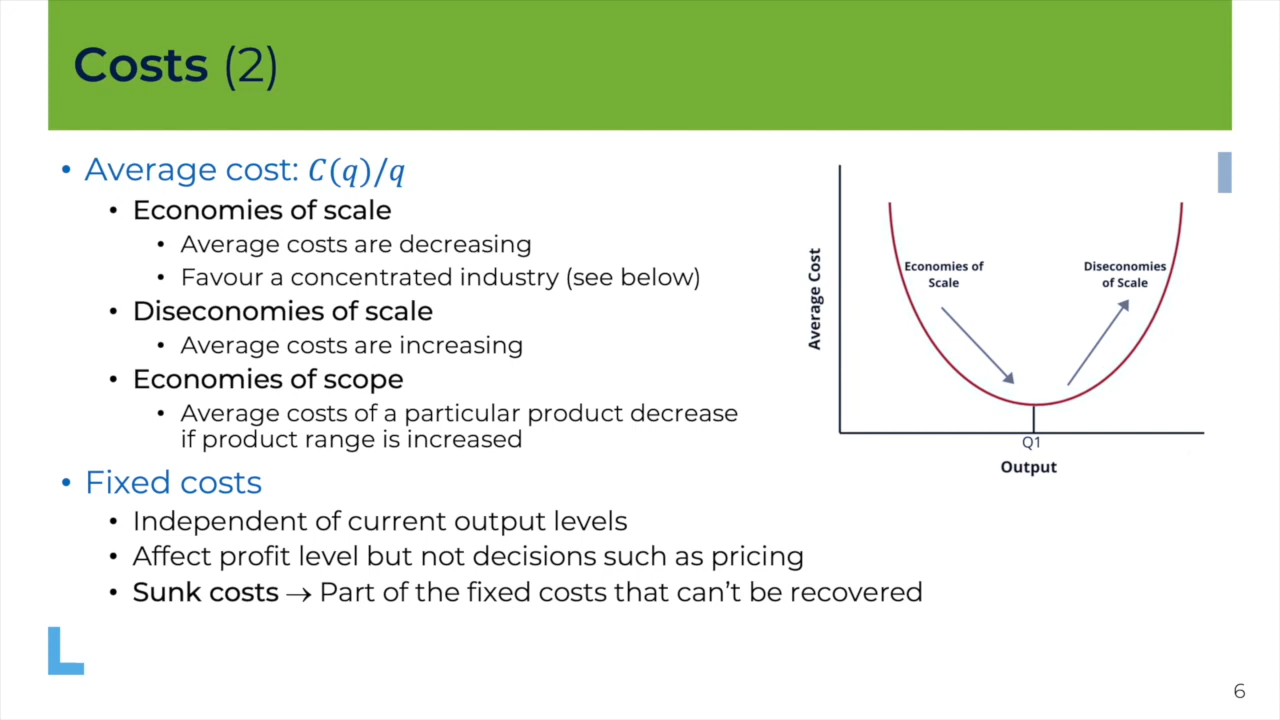 Costs (2)
• Average cost: C(q)/q
• Economies of scale
• Average costs are decreasing
• Favour a concentrated industry (see below)
• Diseconomies of scale
• Average costs are increasing
• Economies of scope
• Average costs of a particular product decrease
if product range is increased
• Fixed costs
• Independent of current output levels
• Affect profit level but not decisions such as pricing
• Sunk costs → Part of the fixed costs that can’t be recovered
Average Cost
Economies of
Scale
Diseconomies
of Scale
Q1
Output
6